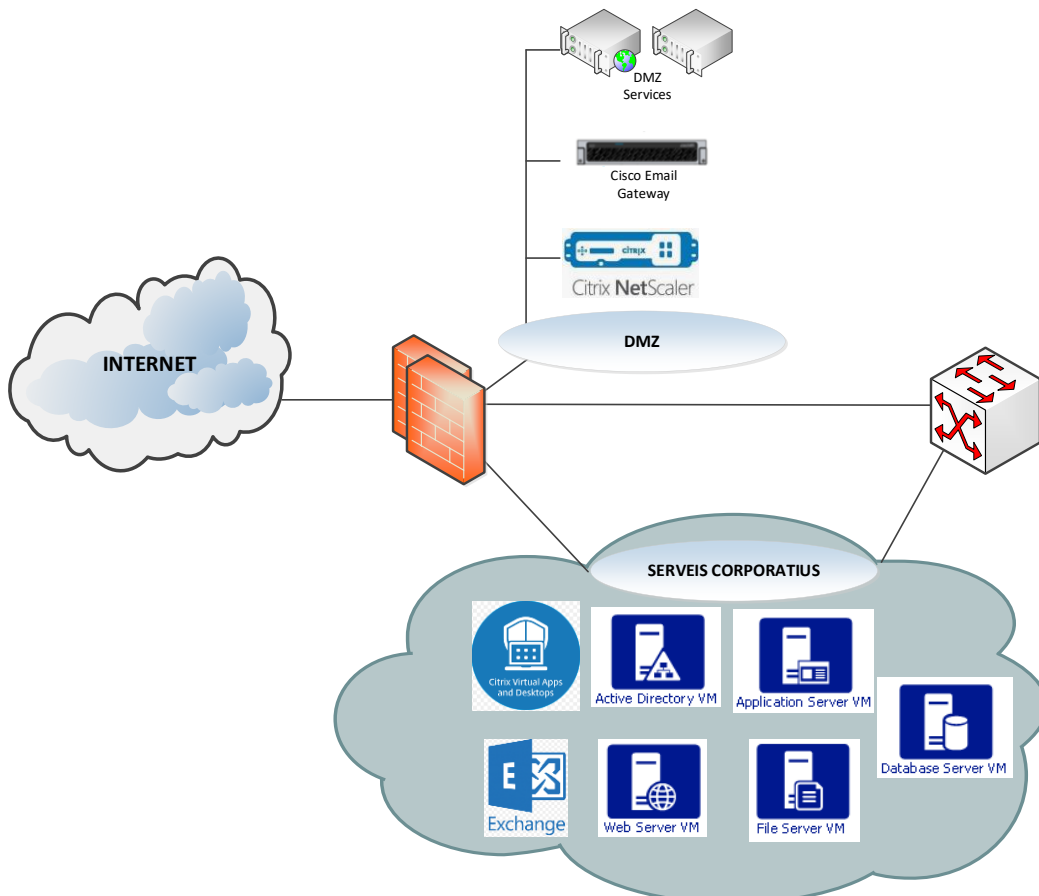 DMZ
Services
Cisco Email
Gateway
CITRIX
Citrix NetScaler
DMZ
INTERNET
SERVEIS CORPORATIUS
Citrix Virtual Apps
and Desktops
Active Directory VM
Application Server VM
Database Server VM
E
Exchange
Web Server VM
File Server VM